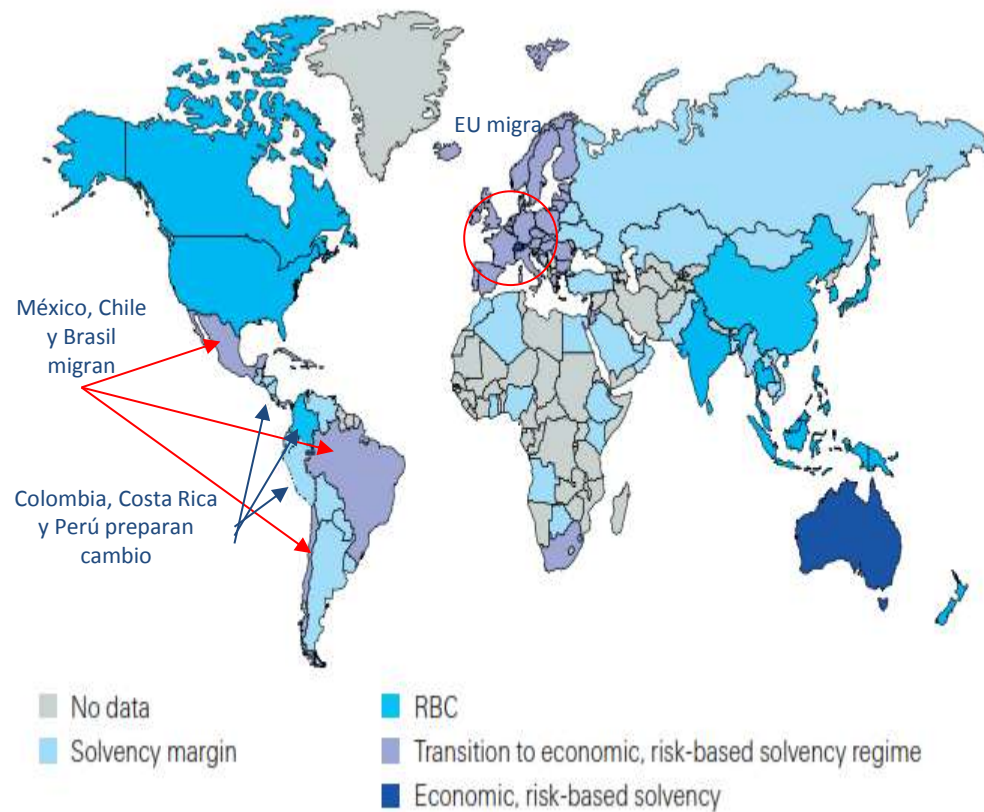 EU migra
México, Chile
y Brasil
migran
Colombia, Costa Rica
y Perú preparan
cambio
No data
Solvency margin
RBC
Transition to economic, risk-based solvency regime
Economic, risk-based solvency